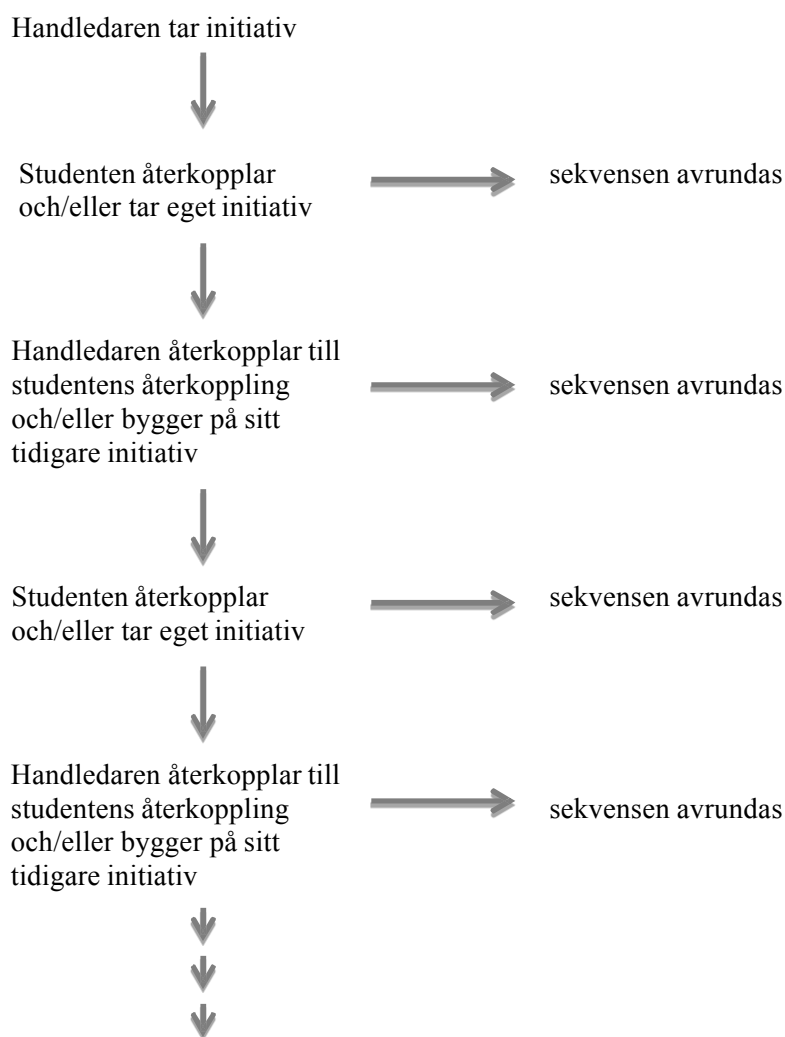 Handledaren tar initiativ
Studenten återkopplar
och/eller tar eget initiativ
sekvensen avrundas
Handledaren återkopplar till
studentens återkoppling
och/eller bygger på sitt
tidigare initiativ
sekvensen avrundas
Studenten återkopplar
och/eller tar eget initiativ
sekvensen avrundas
Handledaren återkopplar till
studentens återkoppling
och/eller bygger på sitt
tidigare initiativ
sekvensen avrundas